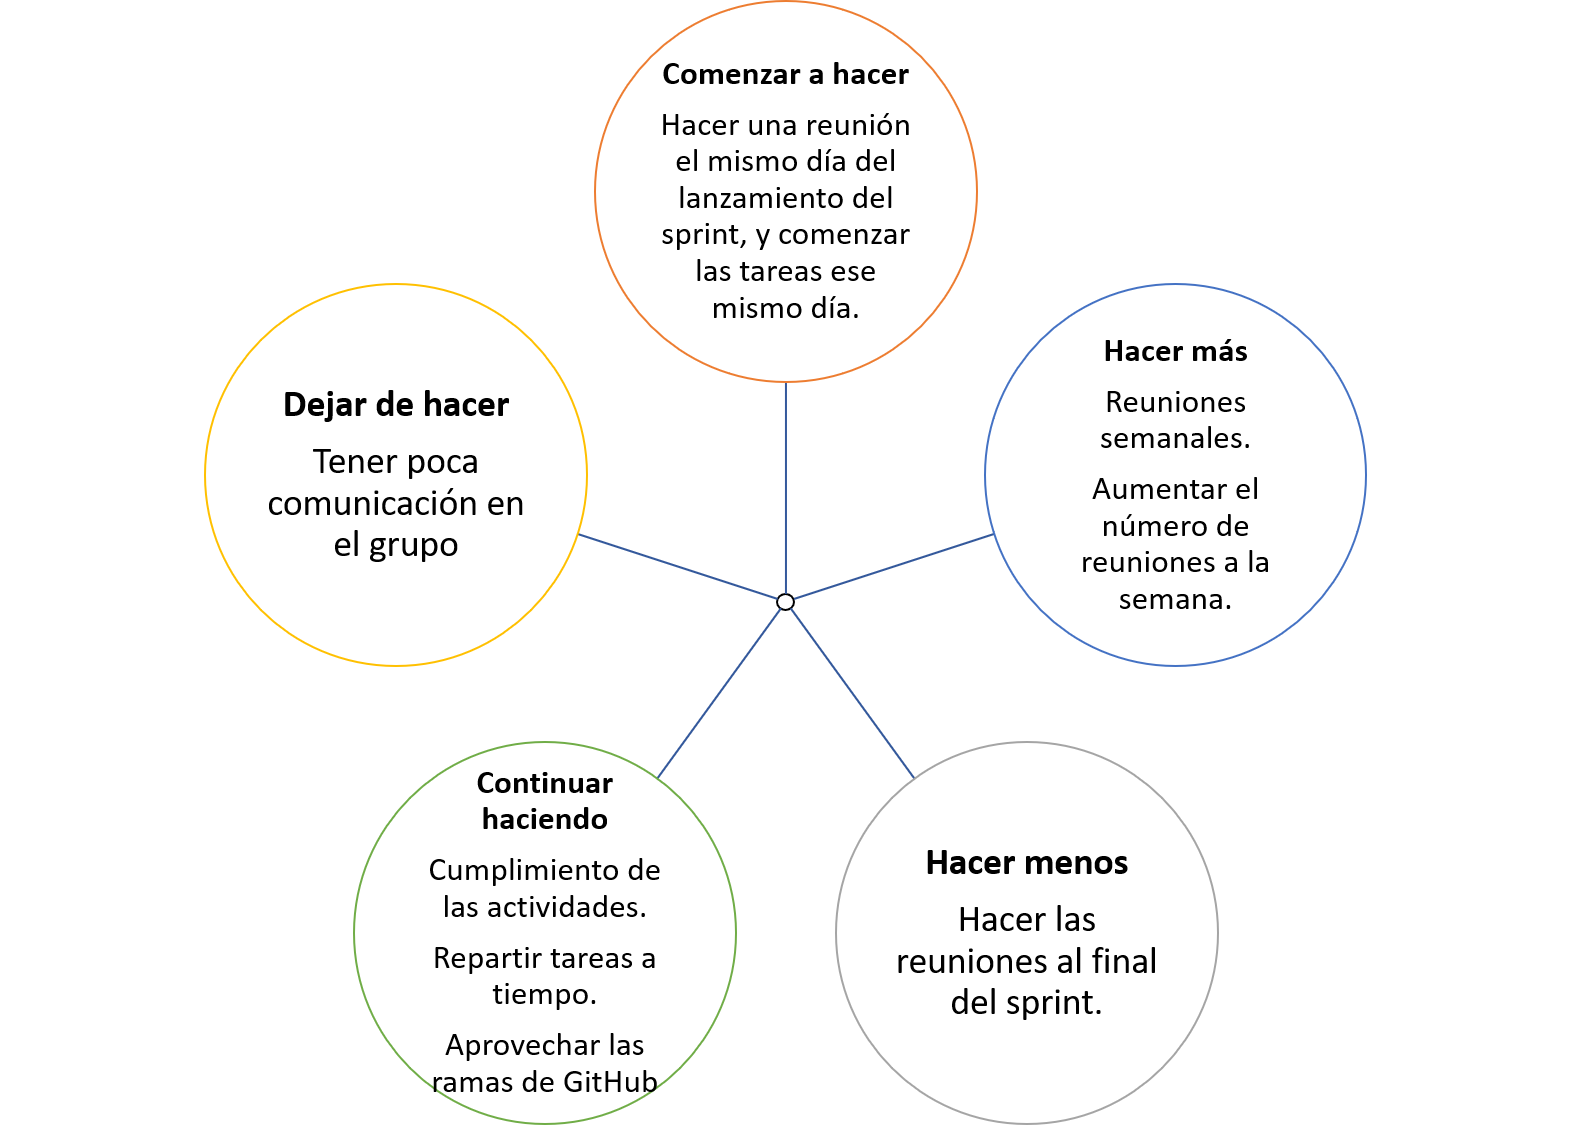 Comenzar a hacer
Hacer una reunión
el mismo día del
lanzamiento del
sprint, y comenzar
las tareas ese
mismo día.
Hacer más
Reuniones
semanales.
Aumentar el
número de
reuniones a la
semana.
Hacer menos
Hacer las
reuniones al final
del sprint.
Continuar
haciendo
Cumplimiento de
las actividades.
Repartir tareas a
tiempo.
Aprovechar las
ramas de GitHub
Dejar de hacer
Tener poca
comunicación en
el grupo